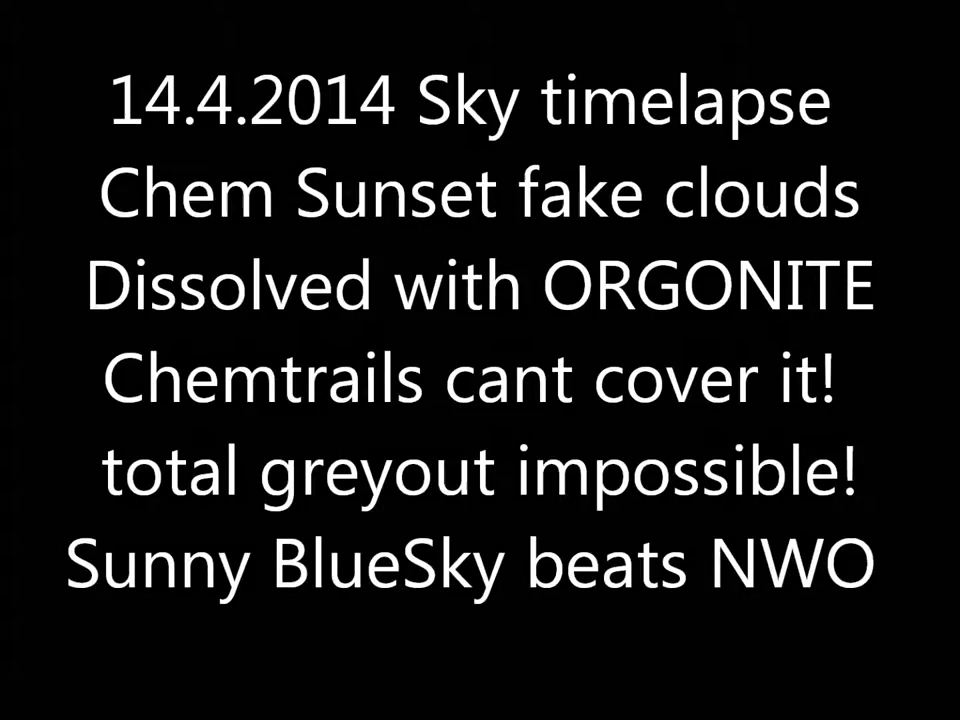 14.4.2014 Sky timelapse
Chem Sunset fake clouds
Dissolved with ORGONITE
Chemtrails cant cover it!
total greyout impossible!
Sunny BlueSky beats NWO